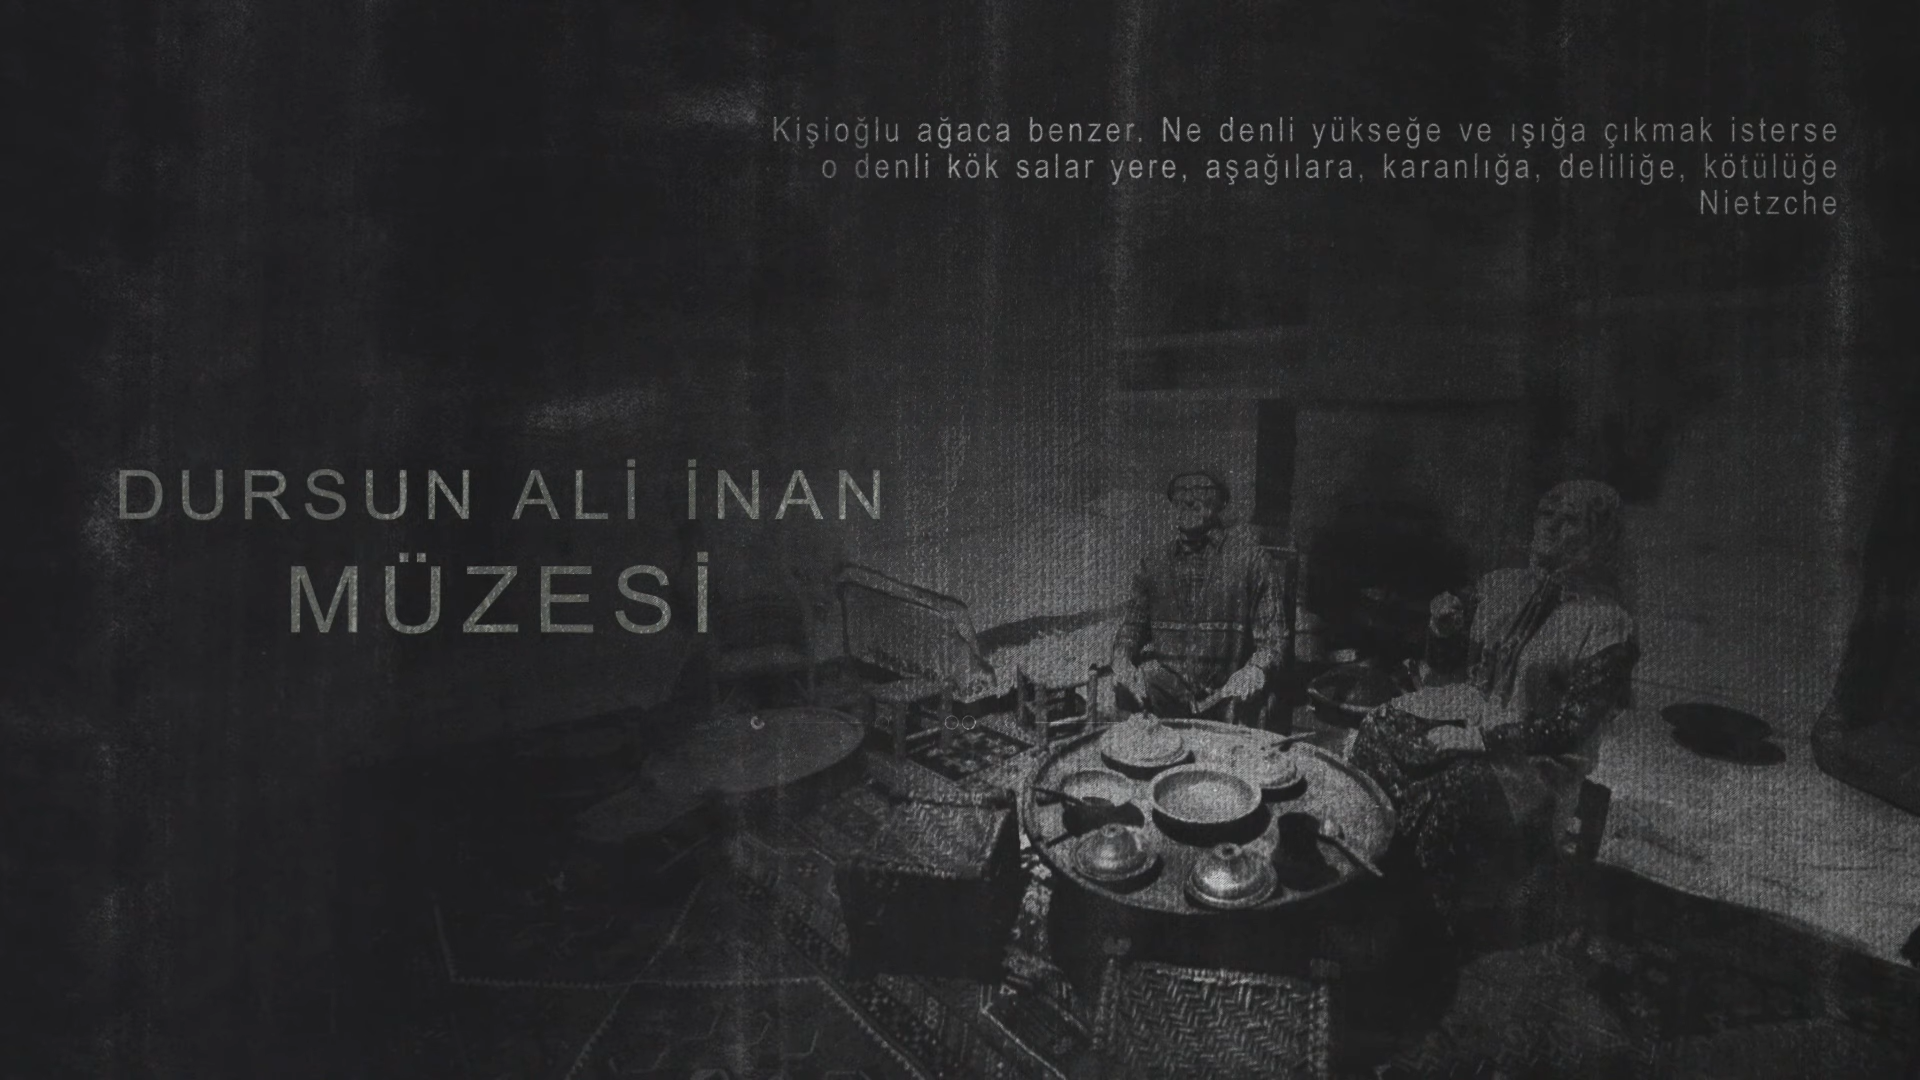 Kişioğlu ağaca benzer. Ne denli yükseğe ve ışığa çıkmak isterse
o denli kök salar yere, aşağılara, karanlığa, deliliğe, kötülüğe
Nietzche
DURSUN ALİ İNAN
MÜZESİ